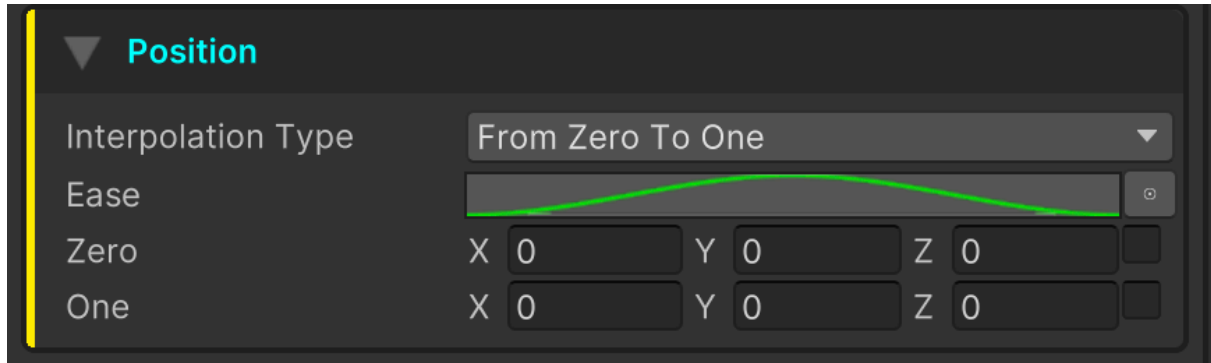 Position
Interpolation Type From Zero To One
Ease
Zero X 0 Y 0 Z 0
One X 0 Y 0 Z 0